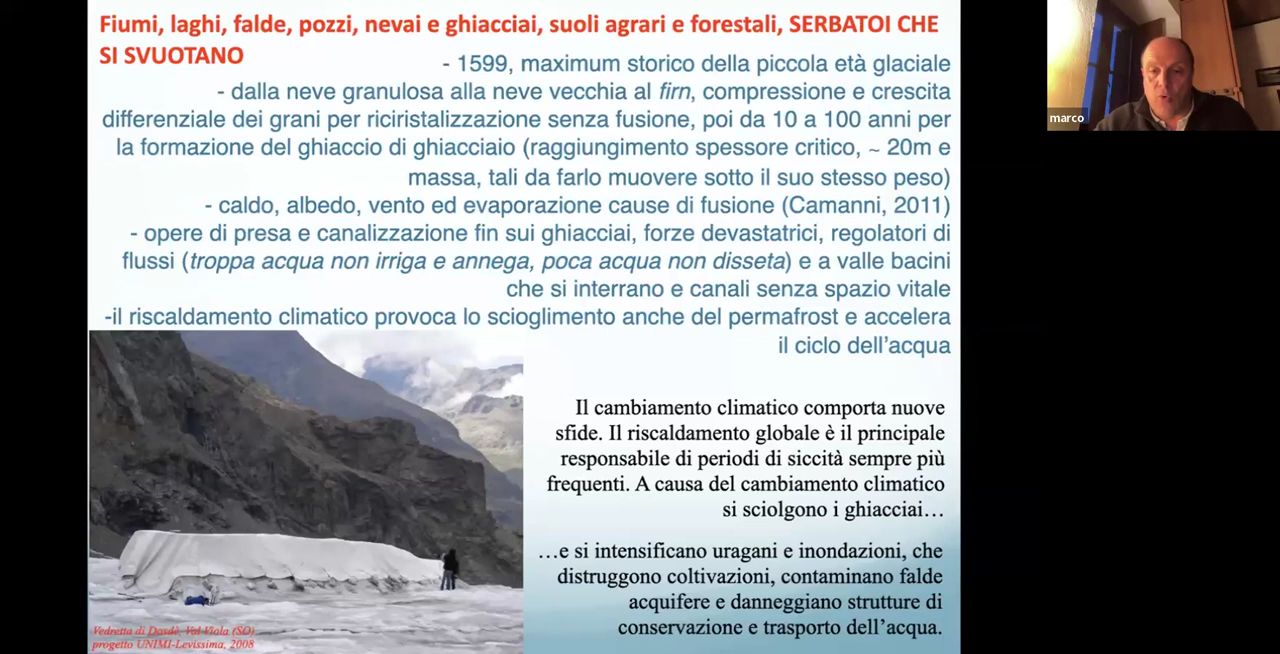 Fiumi, laghi, falde, pozzi, nevai e ghiacciai, suoli agrari e forestali, SERBATOI CHE
SI SVUOTANO
- 1599, maximum storico della piccola età glaciale
- dalla neve granulosa alla neve vecchia al firn, compressione e crescita
differenziale dei grani per riciristalizzazione senza fusione, poi da 10 a 100 anni per
la formazione del ghiaccio di ghiacciaio (raggiungimento spessore critico, ~ 20m e
massa, tali da farlo muovere sotto il suo stesso peso)
- caldo, albedo, vento ed evaporazione cause di fusione (Camanni, 2011)
- opere di presa e canalizzazione fin sui ghiacciai, forze devastatrici, regolatori di
flussi (troppa acqua non irriga e annega, poca acqua non disseta) e a valle bacini
che si interrano e canali senza spazio vitale
-il riscaldamento climatico provoca lo scioglimento anche del permafrost e accelera
il ciclo dell'acqua
Il cambiamento climatico comporta nuove
sfide. Il riscaldamento globale è il principale
responsabile di periodi di siccità sempre più
frequenti. A causa del cambiamento climatico
si sciolgono i ghiacciai…
…e si intensificano uragani e inondazioni, che
distruggono coltivazioni, contaminano falde
acquifere e danneggiano strutture di
conservazione e trasporto dell'acqua.
Vedretta di Dosdè, Val Viola (SO)
progetto UNIMI-Levissima, 2008
marco